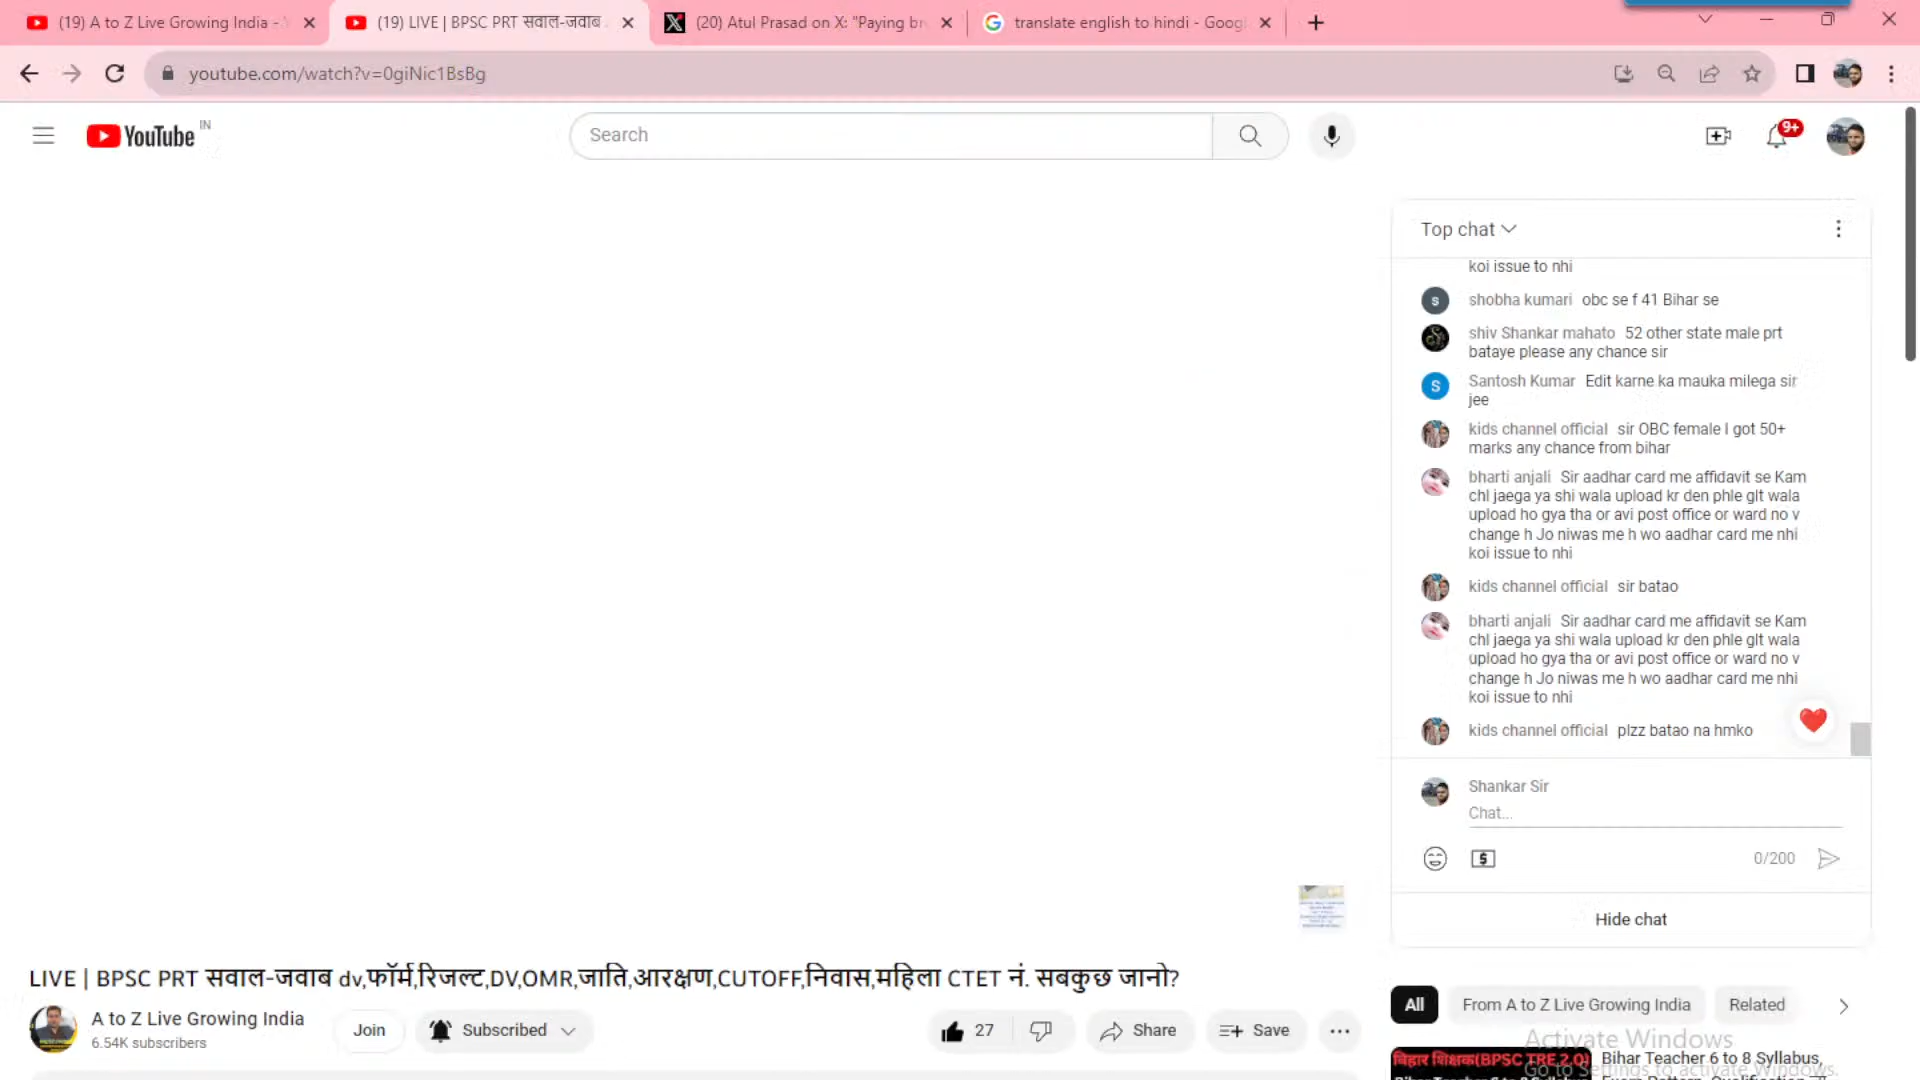 (19) A to Z Live Growing India -
(19) LIVE | BPSC PRT सवाल-जवाब
(20) Atul Prasad on X: "Paying br
translate english to hindi - Googl
youtube.com/watch?v=0giNic1BsBg
YouTube IN
Search
9+
Top chat
koi issue to nhi
shobha kumari obc se f 41 Bihar se
shiv Shankar mahato 52 other state male prt
bataye please any chance sir
Santosh Kumar Edit karne ka mauka milega sir
jee
kids channel official sir OBC female I got 50+
marks any chance from bihar
bharti anjali Sir aadhar card me affidavit se Kam
chl jaega ya shi wala upload kr den phle glt wala
upload ho gya tha or avi post office or ward no v
change h Jo niwas me h wo aadhar card me nhi
koi issue to nhi
kids channel official sir batao
bharti anjali Sir aadhar card me affidavit se Kam
chl jaega ya shi wala upload kr den phle glt wala
upload ho gya tha or avi post office or ward no v
change h Jo niwas me h wo aadhar card me nhi
koi issue to nhi
kids channel official plzz batao na hmko
Shankar Sir
Chat...
0/200
Hide chat
LIVE | BPSC PRT सवाल-जवाब dv,फॉर्म,रिजल्ट,DV,OMR,जाति,आरक्षण,CUTOFF,निवास,महिला CTET नं. सबकुछ जानो?
A to Z Live Growing India
6.54K subscribers
Join
Subscribed
27
Share
Save
All
From A to Z Live Growing India
Related
Activate Windows
Go to Settings to activate Windows.
बिहार शिक्षक(BPSC TRE 2.0)
Bihar Teacher 6 to 8 Syllabus,